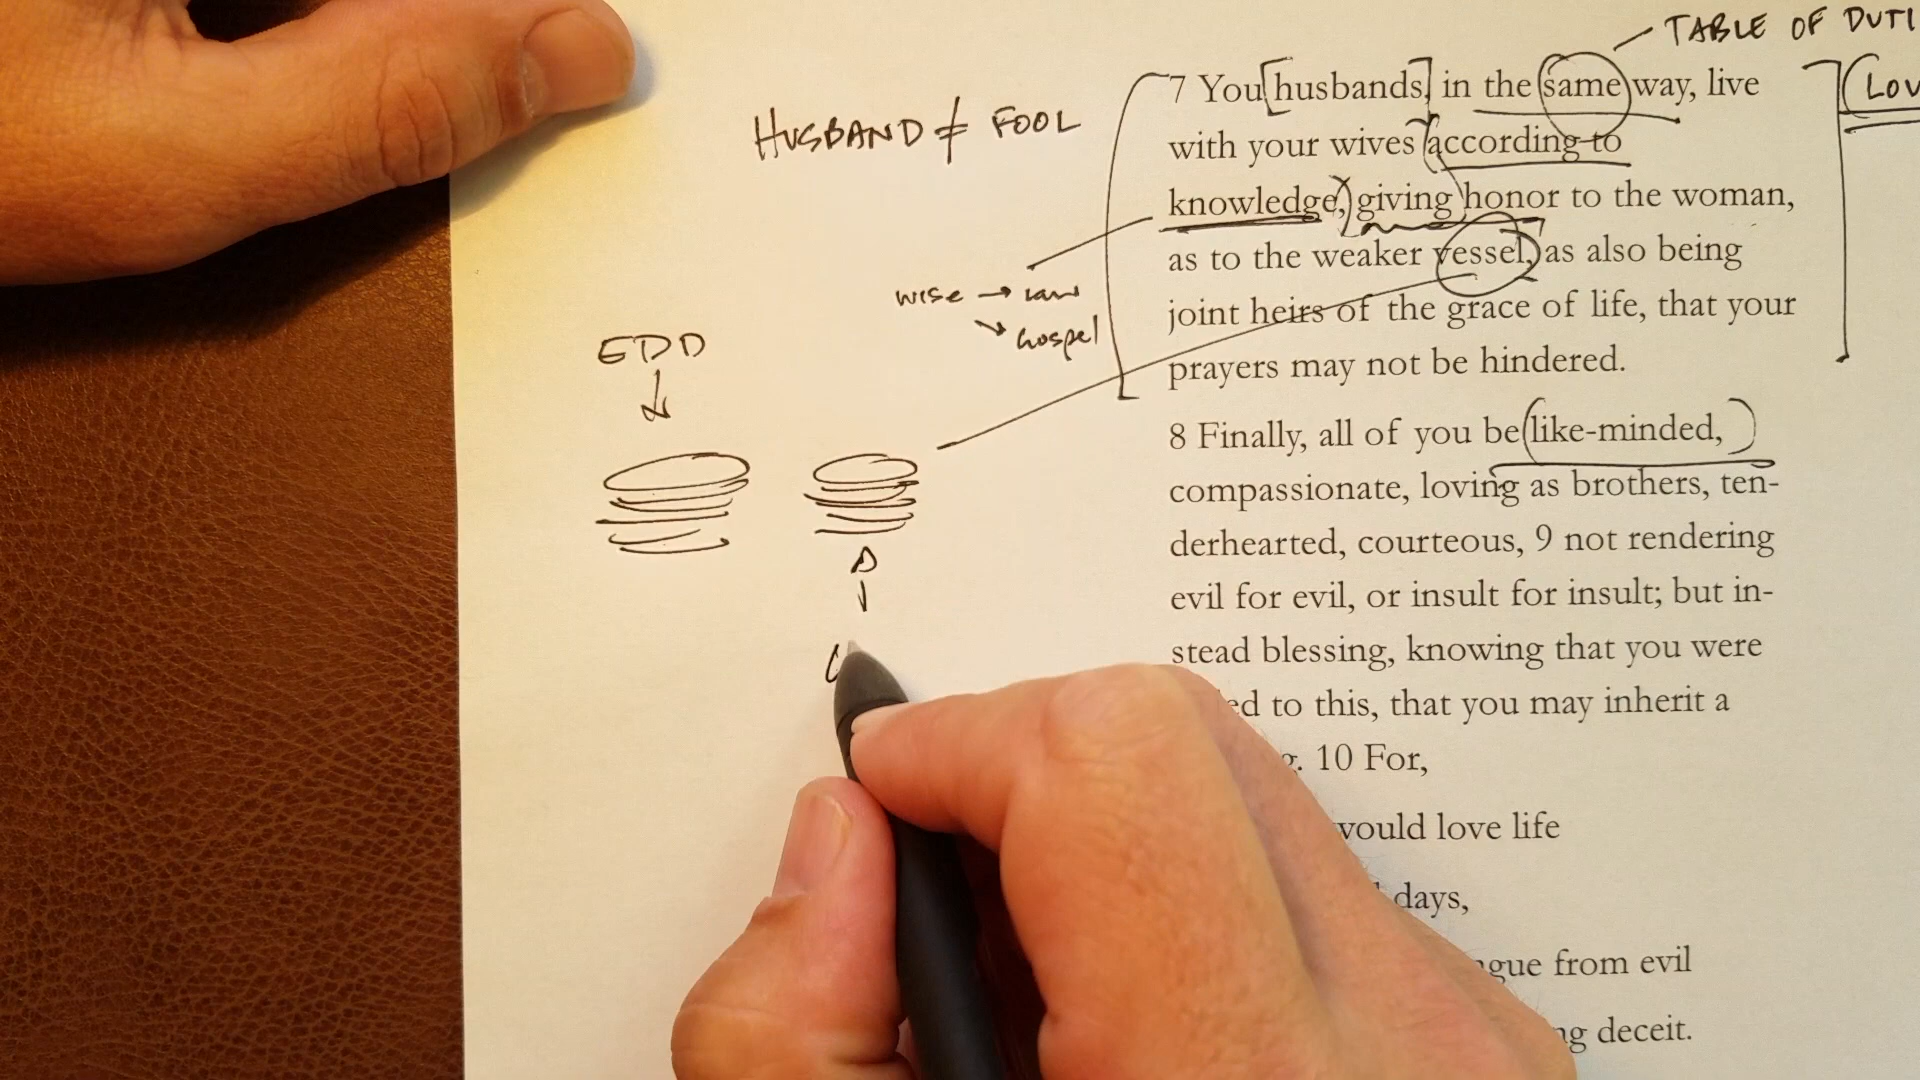 TABLE OF DUTI
HUSBAND ≠ FOOL
7 You [husbands] in the same way, live
Lov
with your wives according to
knowledge, giving honor to the woman,
as to the weaker vessel, as also being
wise → law
joint heirs of the grace of life, that your
↘ Gospel
prayers may not be hindered.
EDD
8 Finally, all of you be (like-minded,)
compassionate, loving as brothers, ten-
derhearted, courteous, 9 not rendering
evil for evil, or insult for insult; but in-
stead blessing, knowing that you were
ed to this, that you may inherit a
g. 10 For,
would love life
days,
gue from evil
ng deceit.